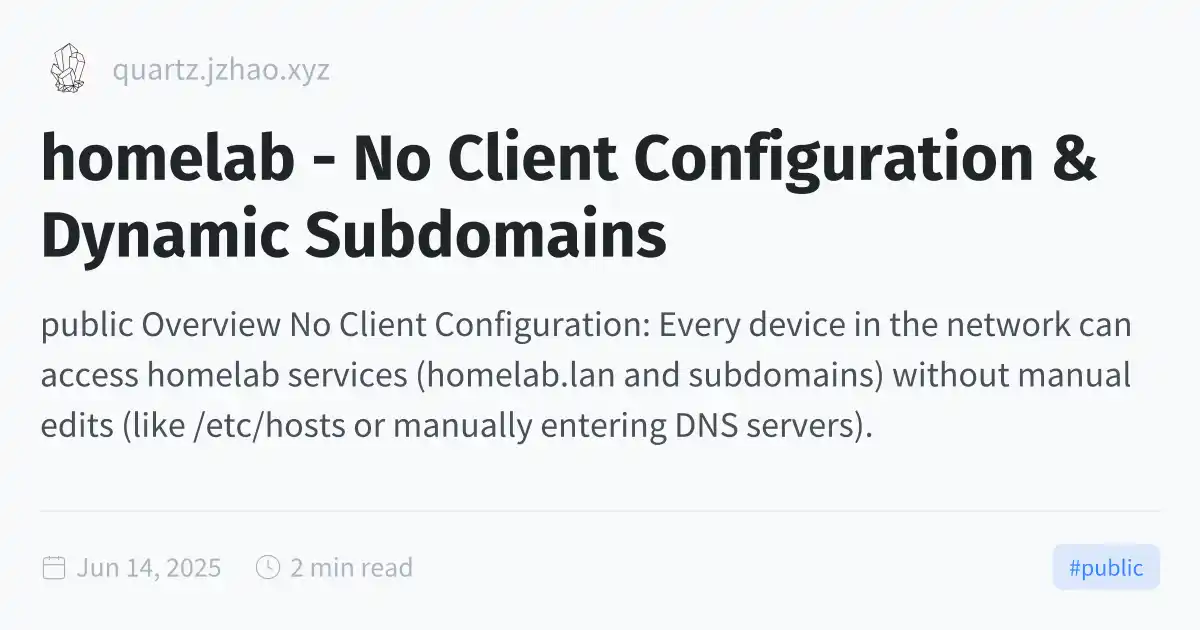 quartz.jzhao.xyz
homelab - No Client Configuration &
Dynamic Subdomains
public Overview No Client Configuration: Every device in the network can
access homelab services (homelab.lan and subdomains) without manual
edits (like /etc/hosts or manually entering DNS servers).
Jun 14, 2025 2 min read #public